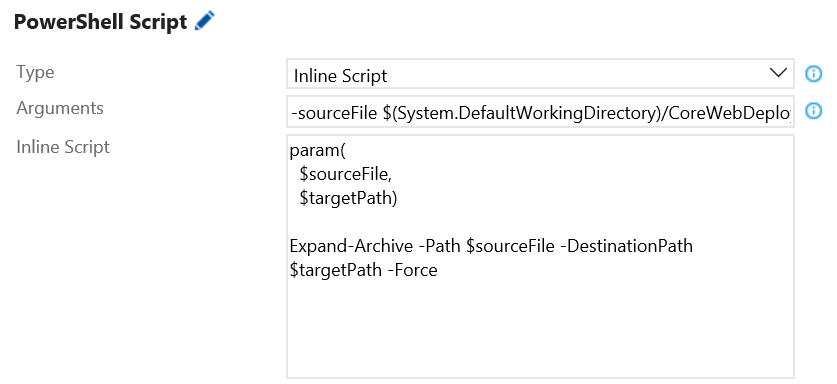 PowerShell Script
Type
Inline Script
Arguments
-sourceFile $(System.DefaultWorkingDirectory)/CoreWebDeplo
Inline Script
param(
$sourceFile,
$targetPath)
Expand-Archive -Path $sourceFile -DestinationPath
$targetPath -Force